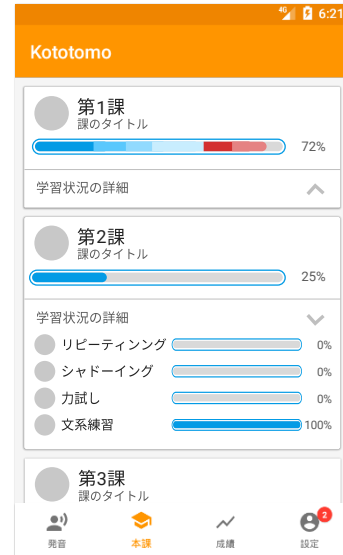 4G 6:21
Kototomo
第1課
課のタイトル
72%
学習状況の詳細
第2課
課のタイトル
25%
学習状況の詳細
リピーティンング 0%
シャドーイング 0%
力試し 0%
文系練習 100%
第3課
課のタイトル
2
発音 本課 成績 設定